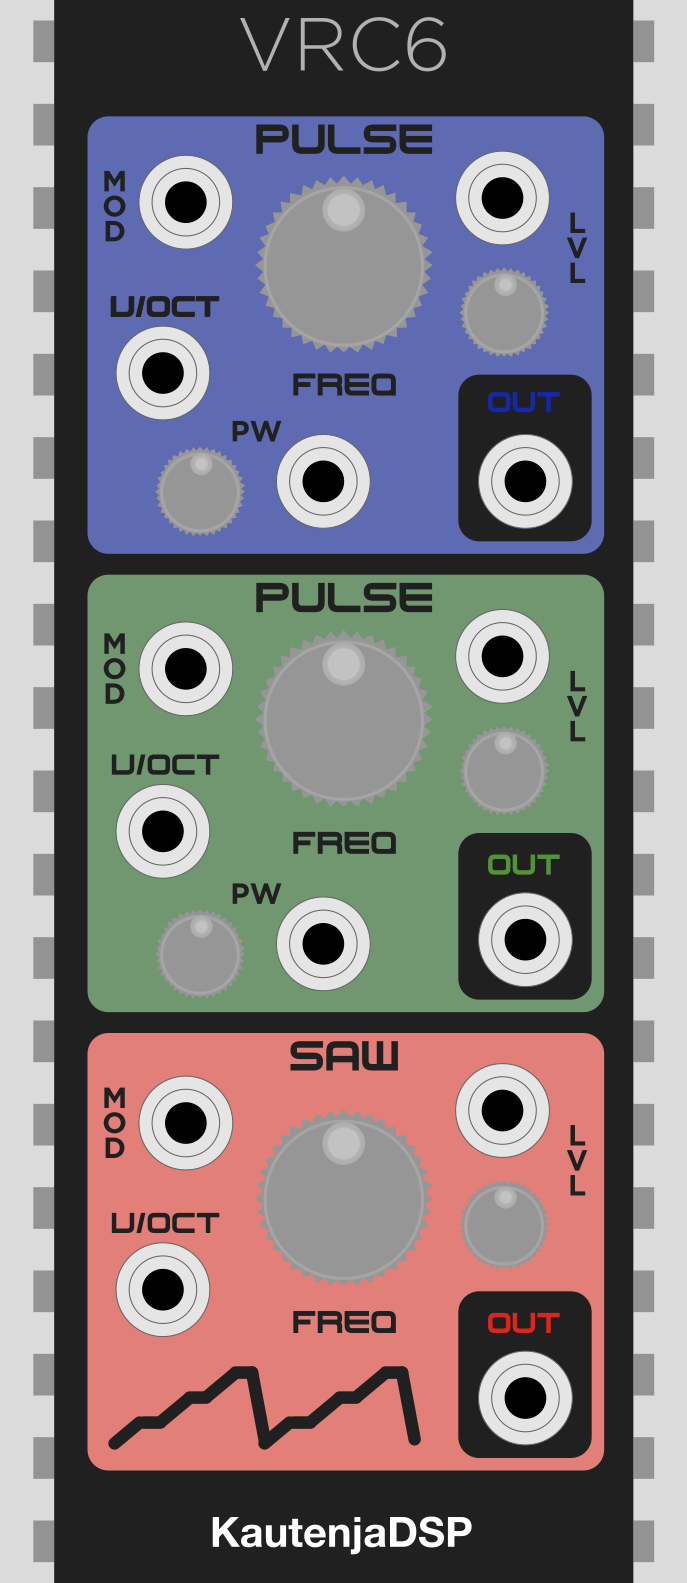 VRC6
PULSE
MOD
LVL
V/OCT
FREQ
OUT
PW
PULSE
MOD
LVL
V/OCT
FREQ
OUT
PW
SAW
MOD
LVL
V/OCT
FREQ
OUT
KautenjaDSP